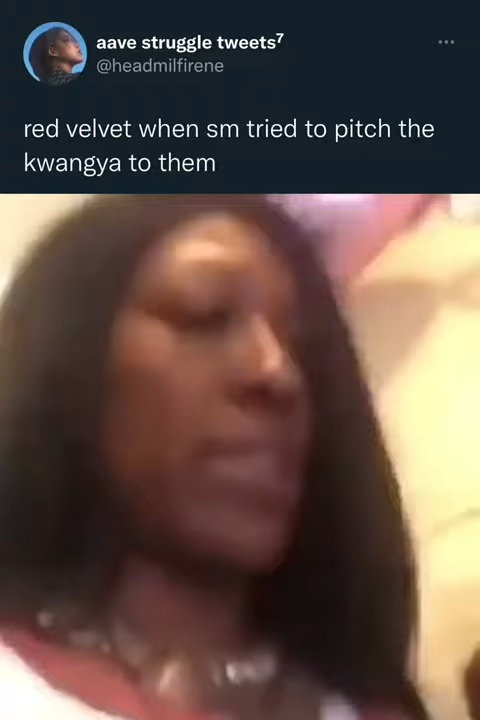 aave struggle tweets⁷
@headmilfirene
red velvet when sm tried to pitch the
kwangya to them